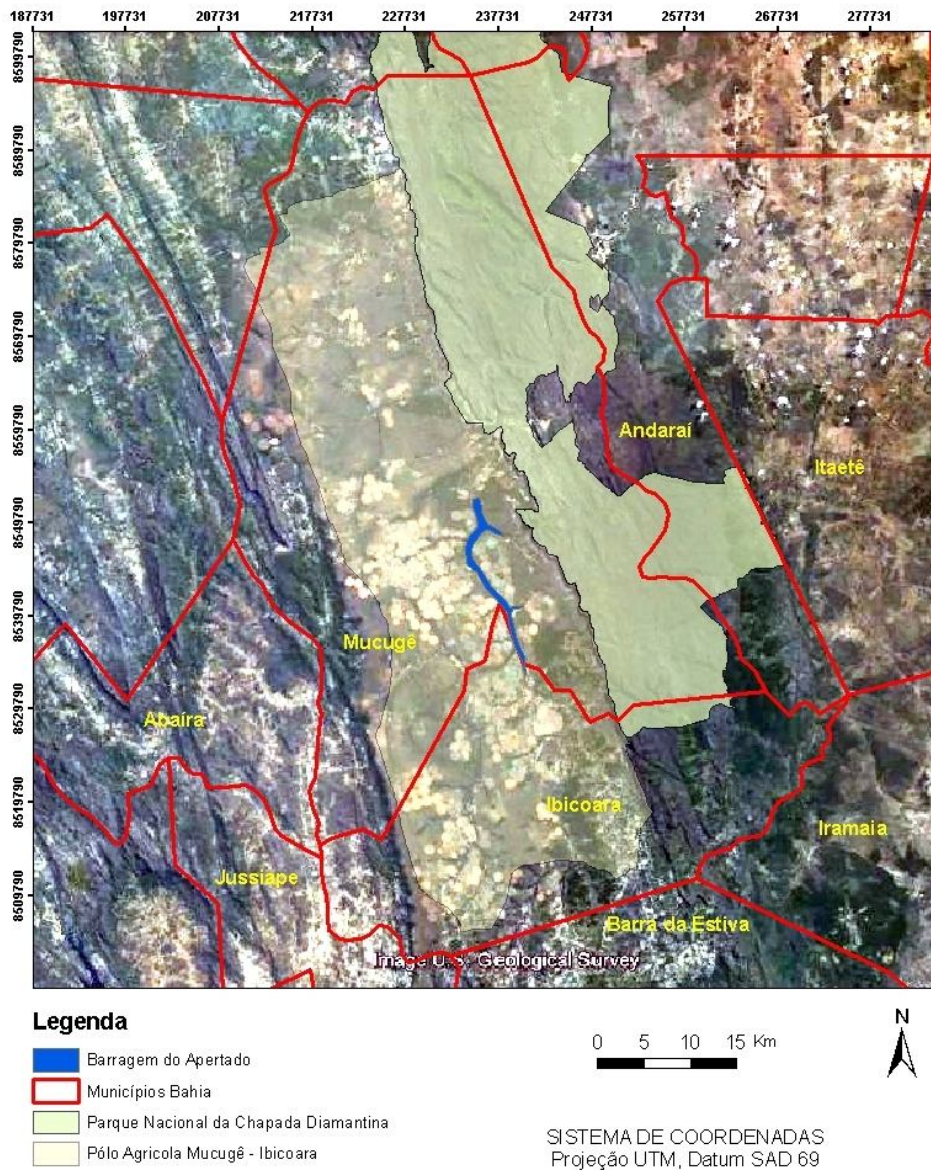 187731 197731 207731 217731 227731 237731 247731 257731 267731 277731
8599790
8589790
8579790
8569790
8559790
8549790
8539790
8529790
8519790
8509790
Andaraí
Itaetê
Mucugê
Abaíra
Ibicoara
Iramaia
Jussiape
Barra da Estiva
Image U.S. Geological Survey
Legenda
Barragem do Apertado
Municípios Bahia
Parque Nacional da Chapada Diamantina
Pólo Agricola Mucugê - Ibicoara
0 5 10 15 Km
N
SISTEMA DE COORDENADAS
Projeção UTM, Datum SAD 69